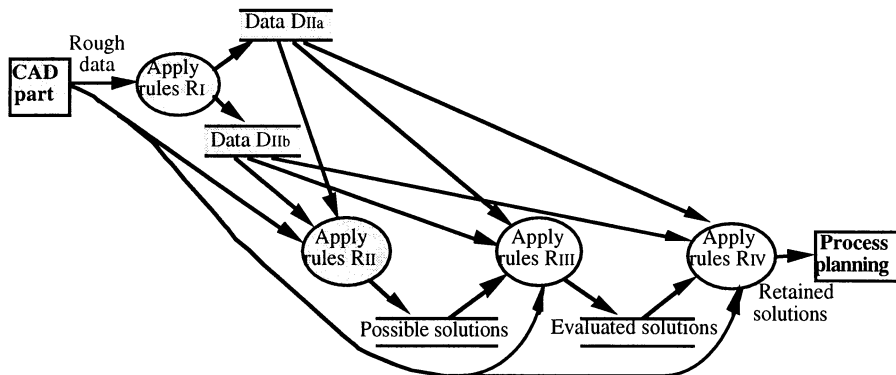 Data DIIa
Rough
data
CAD
part
Apply
rules RI
Data DIIb
Apply
rules RII
Apply
rules RIII
Apply
rules RIV
Process
planning
Retained
solutions
Possible solutions
Evaluated solutions